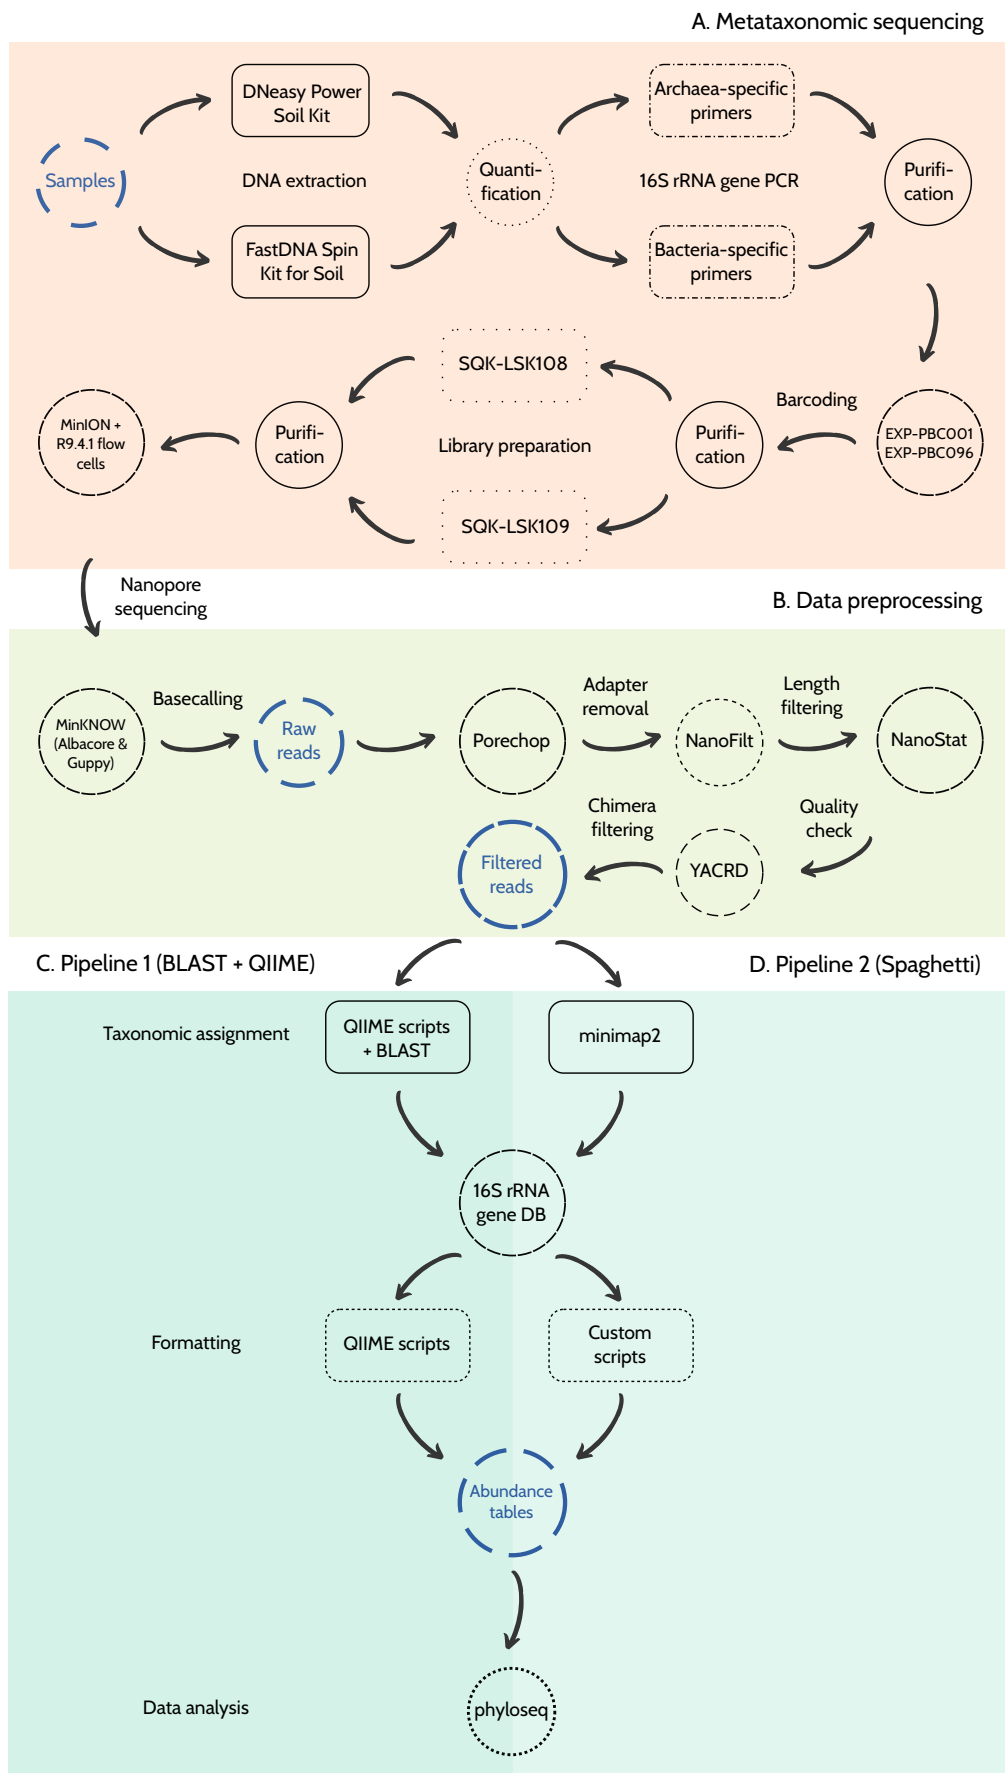 A. Metataxonomic sequencing
DNeasy Power
Soil Kit
Archaea-specific
primers
Samples
DNA extraction
Quanti-
fication
16S rRNA gene PCR
Purifi-
cation
FastDNA Spin
Kit for Soil
Bacteria-specific
primers
SQK-LSK108
Barcoding
MinION +
R9.4.1 flow
cells
Purifi-
cation
Library preparation
Purifi-
cation
EXP-PBC001
EXP-PBC096
SQK-LSK109
Nanopore
sequencing
B. Data preprocessing
Basecalling
Adapter
removal
Length
filtering
MinKNOW
(Albacore &
Guppy)
Raw
reads
Porechop
NanoFilt
NanoStat
Chimera
filtering
Quality
check
Filtered
reads
YACRD
C. Pipeline 1 (BLAST + QIIME)
D. Pipeline 2 (Spaghetti)
Taxonomic assignment
QIIME scripts
+ BLAST
minimap2
16S rRNA
gene DB
Formatting
QIIME scripts
Custom
scripts
Abundance
tables
Data analysis
phyloseq